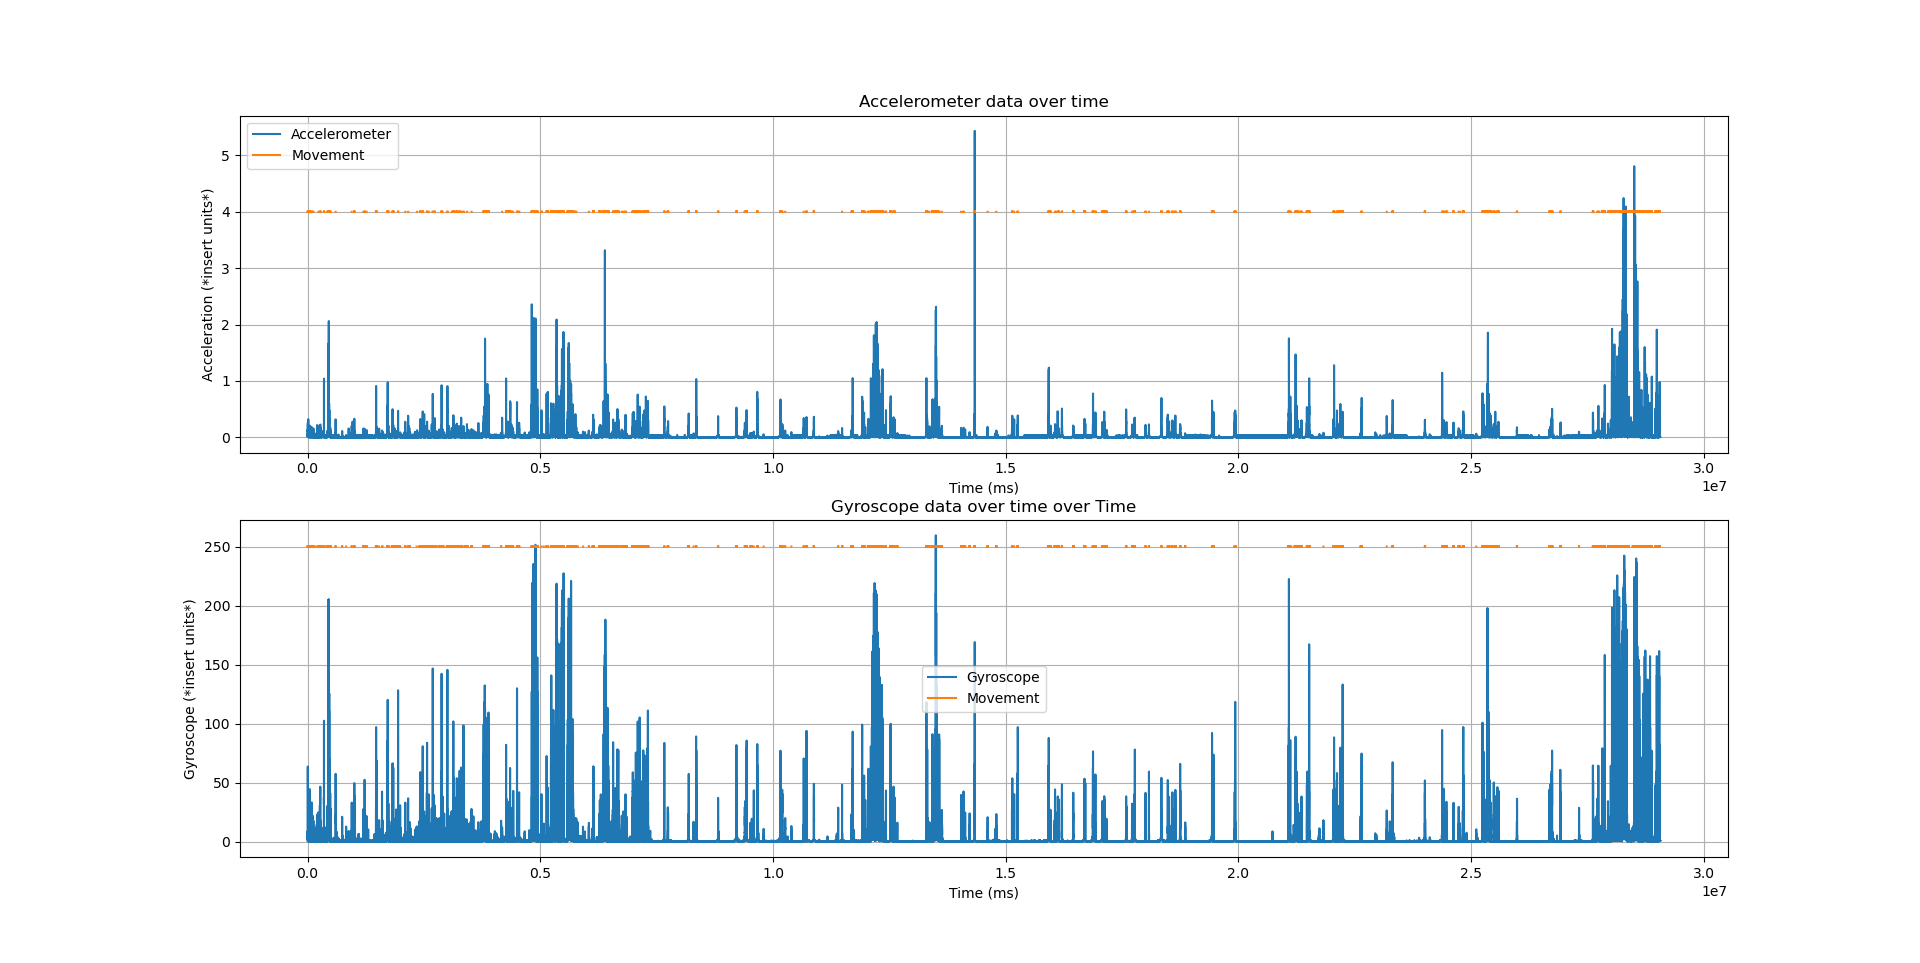 Accelerometer data over time
Accelerometer
Movement
Acceleration (*insert units*)
5
4
3
2
1
0
0.0 0.5 1.0 1.5 2.0 2.5 3.0
1e7
Time (ms)
Gyroscope data over time over Time
Gyroscope (*insert units*)
250
200
150
100
50
0
Gyroscope
Movement
0.0 0.5 1.0 1.5 2.0 2.5 3.0
1e7
Time (ms)